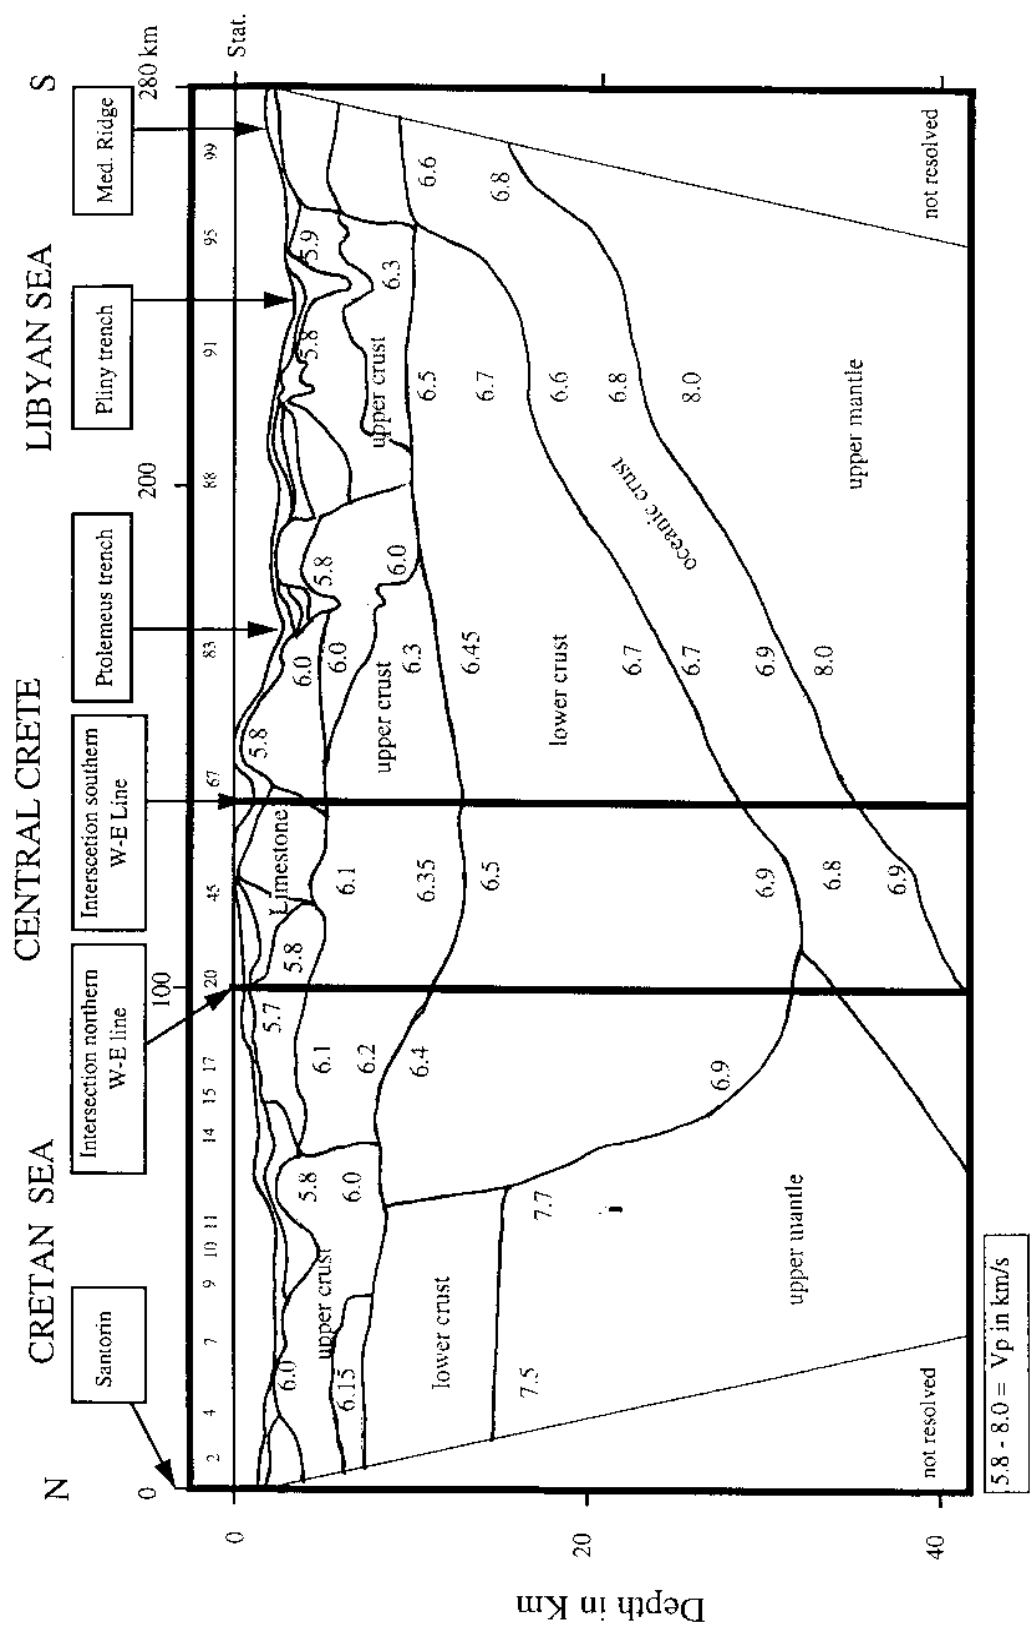 N
CRETAN SEA
CENTRAL CRETE
LIBYAN SEA
S
Santorin
Intersection northern
W-E line
Interscetion southern
W-E Line
Ptolemeus trench
Pliny trench
Med. Ridge
0
100
200
280 km
2
4
7
9
10
11
14
15
17
20
45
67
83
88
91
95
99
Stat.
0
20
40
Depth in Km
6.0
upper crust
5.8
5.7
5.8
Limestone
5.8
6.0
5.8
5.8
5.9
6.15
6.0
6.1
6.2
6.1
6.35
6.0
6.3
upper crust
6.0
upper crust
6.3
lower crust
6.4
6.5
6.45
lower crust
6.5
6.7
6.6
6.6
6.8
7.5
7.7
6.9
6.9
6.7
6.7
6.8
6.9
6.9
oceanic crust
6.8
8.0
8.0
upper mantle
upper mantle
not resolved
not resolved
5.8 - 8.0 = Vp in km/s